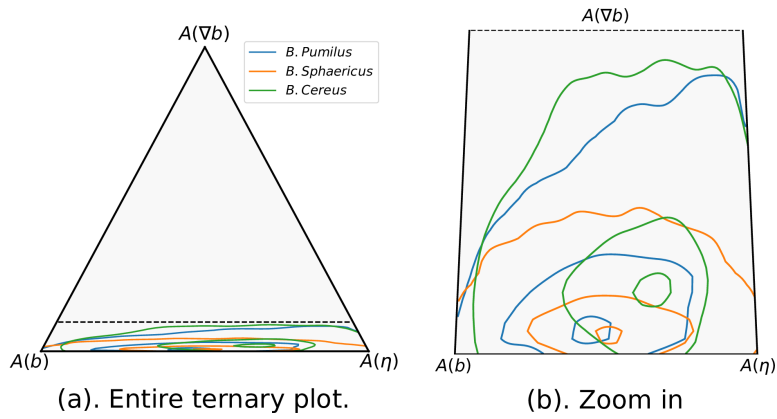 A(∇b)
B. Pumilus
B. Sphaericus
B. Cereus
A(b)
A(η)
(a). Entire ternary plot.
A(∇b)
A(b)
A(η)
(b). Zoom in